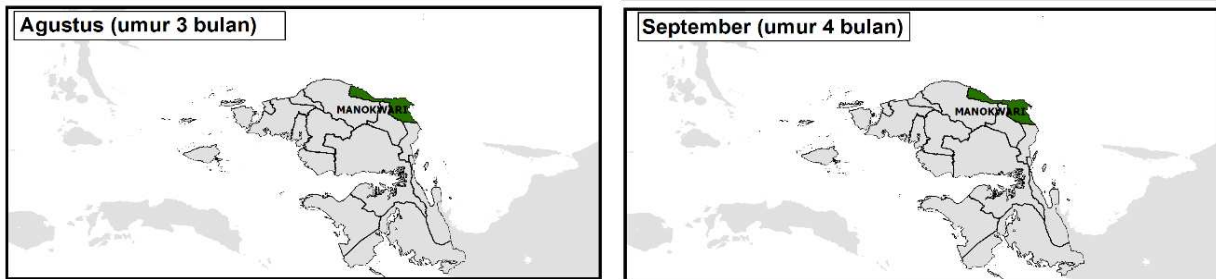 Agustus (umur 3 bulan)
MANOKWARI
September (umur 4 bulan)
MANOKWARI